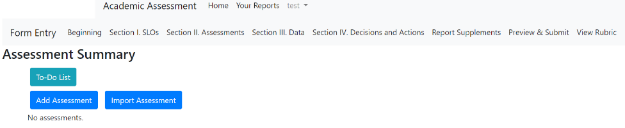 Academic Assessment Home Your Reports test
Form Entry Beginning Section I. SLOs Section II. Assessments Section III. Data Section IV. Decisions and Actions Report Supplements Preview & Submit View Rubric
Assessment Summary
To-Do List
Add Assessment Import Assessment
No assessments.